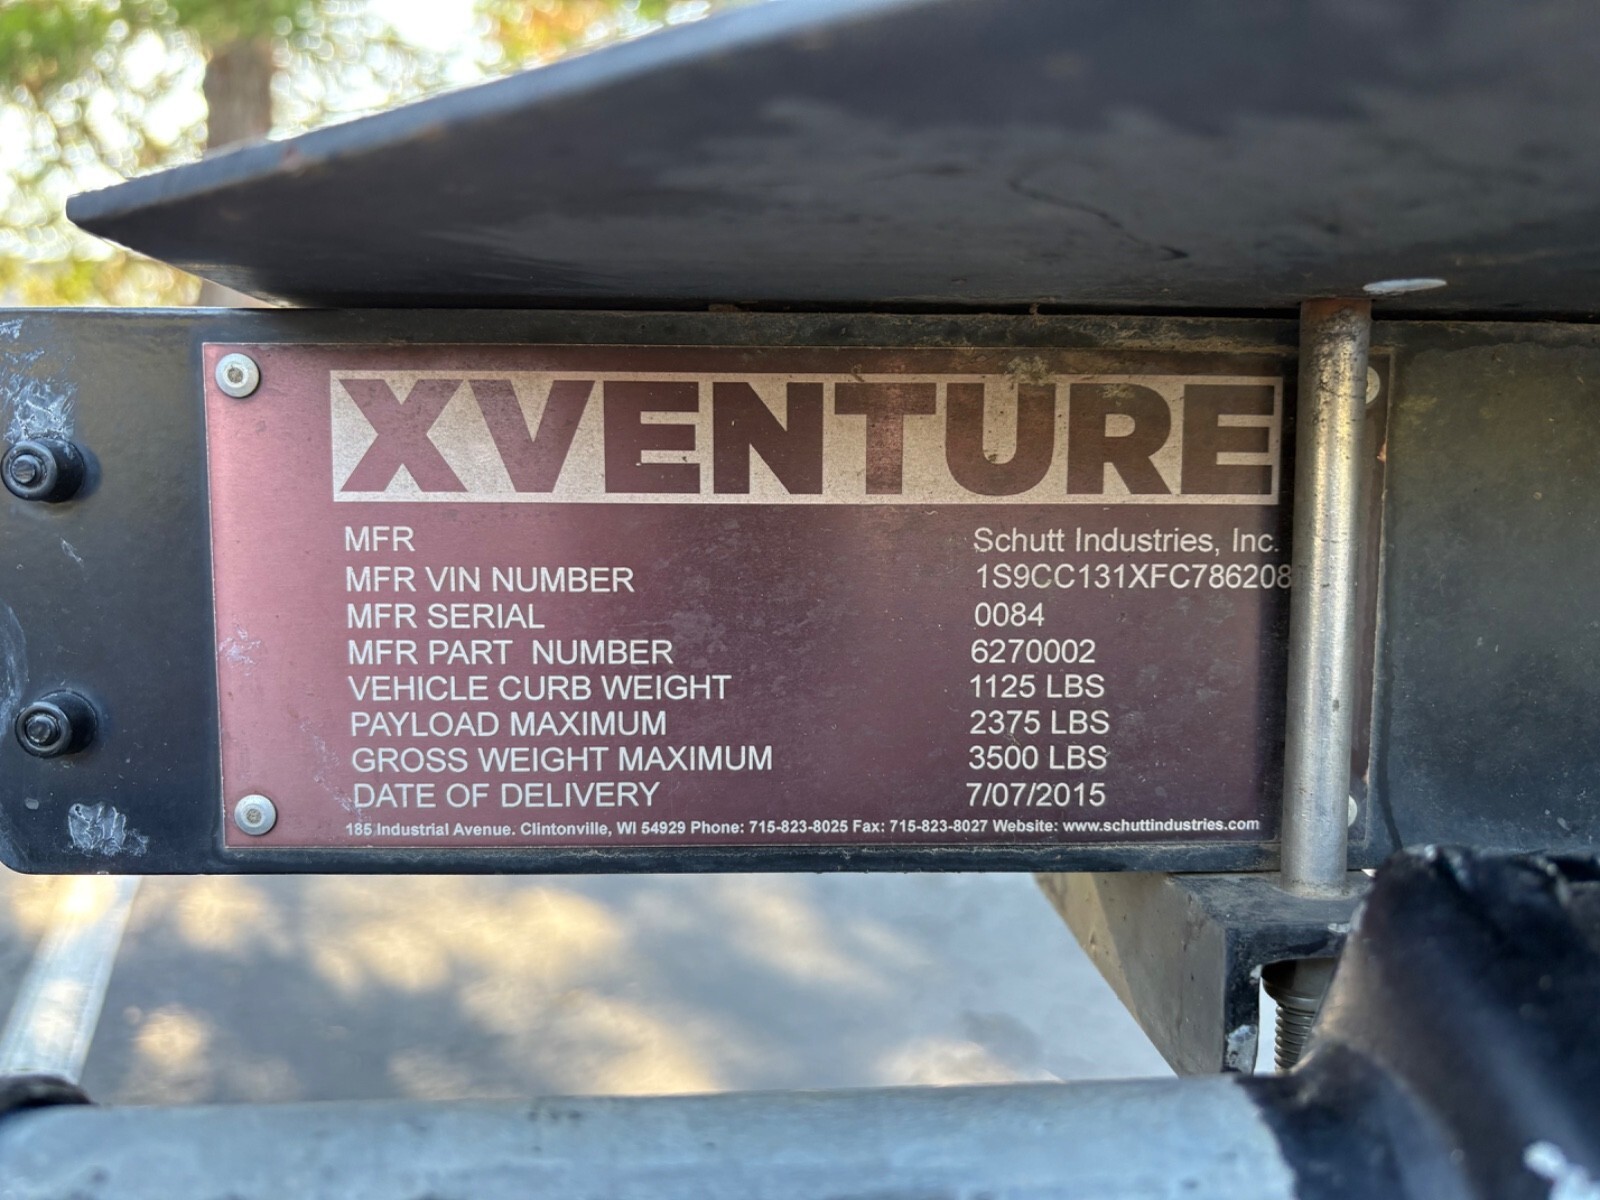 XVENTURE
MFR Schutt Industries, Inc.
MFR VIN NUMBER 1S9CC131XFC786208
MFR SERIAL 0084
MFR PART NUMBER 6270002
VEHICLE CURB WEIGHT 1125 LBS
PAYLOAD MAXIMUM 2375 LBS
GROSS WEIGHT MAXIMUM 3500 LBS
DATE OF DELIVERY 7/07/2015
185 Industrial Avenue. Clintonville, WI 54929 Phone: 715-823-8025 Fax: 715-823-8027 Website: www.schuttindustries.com